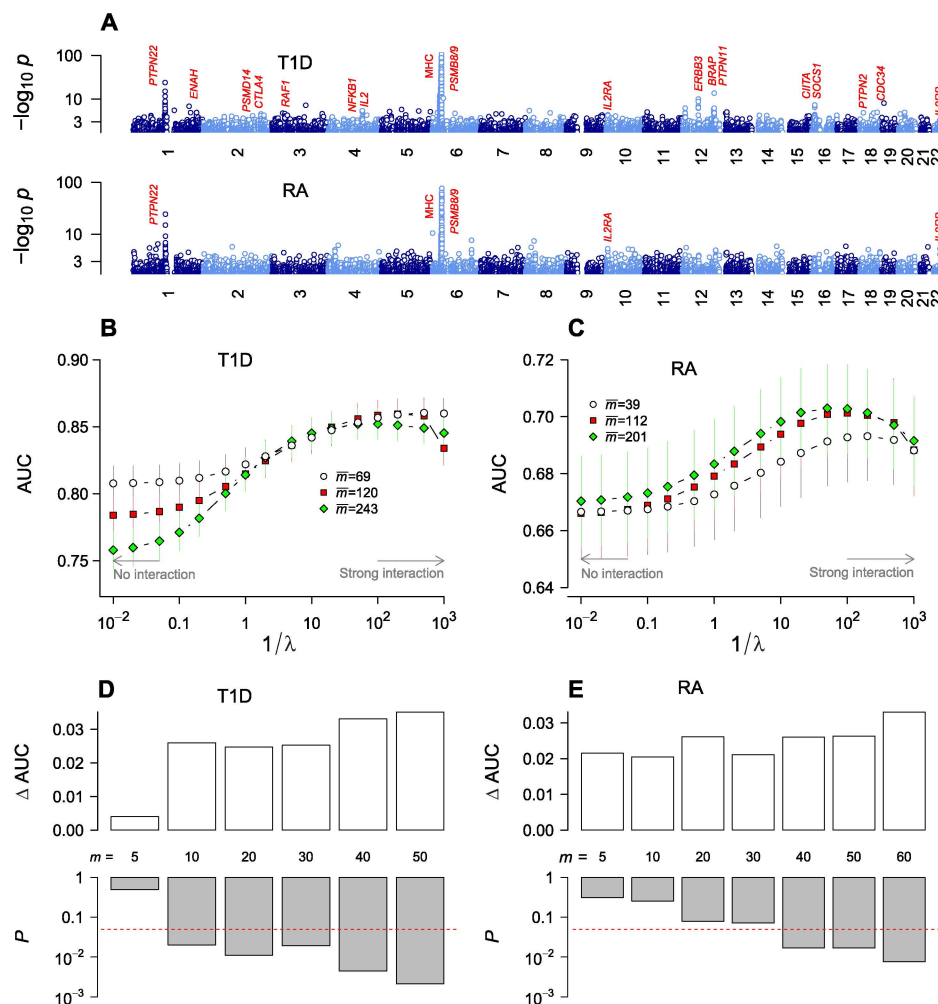 A
T1D
−log₁₀ p
100
10
3
PTPN22
ENAH
PSMD14
CTLA4
RAF1
NFKB1
IL2
MHC
PSMB8/9
IL2RA
ERBB3
BRAP
PTPN11
CIITA
SOCS1
PTPN2
CDC34
1 2 3 4 5 6 7 8 9 10 11 12 13 14 15 16 17 18 19 20 21 22
RA
−log₁₀ p
100
10
3
PTPN22
MHC
PSMB8/9
IL2RA
1 2 3 4 5 6 7 8 9 10 11 12 13 14 15 16 17 18 19 20 21 22
B
T1D
AUC
0.90
0.85
0.80
0.75
m̅=69
m̅=120
m̅=243
No interaction
Strong interaction
10⁻² 0.1 1 10 10² 10³
1/λ
C
RA
AUC
0.72
0.70
0.68
0.66
0.64
m̅=39
m̅=112
m̅=201
No interaction
Strong interaction
10⁻² 0.1 1 10 10² 10³
1/λ
D
T1D
Δ AUC
0.03
0.02
0.01
0.00
m = 5 10 20 30 40 50
P
1
0.1
10⁻²
10⁻³
E
RA
Δ AUC
0.03
0.02
0.01
0.00
m = 5 10 20 30 40 50 60
P
1
0.1
10⁻²
10⁻³